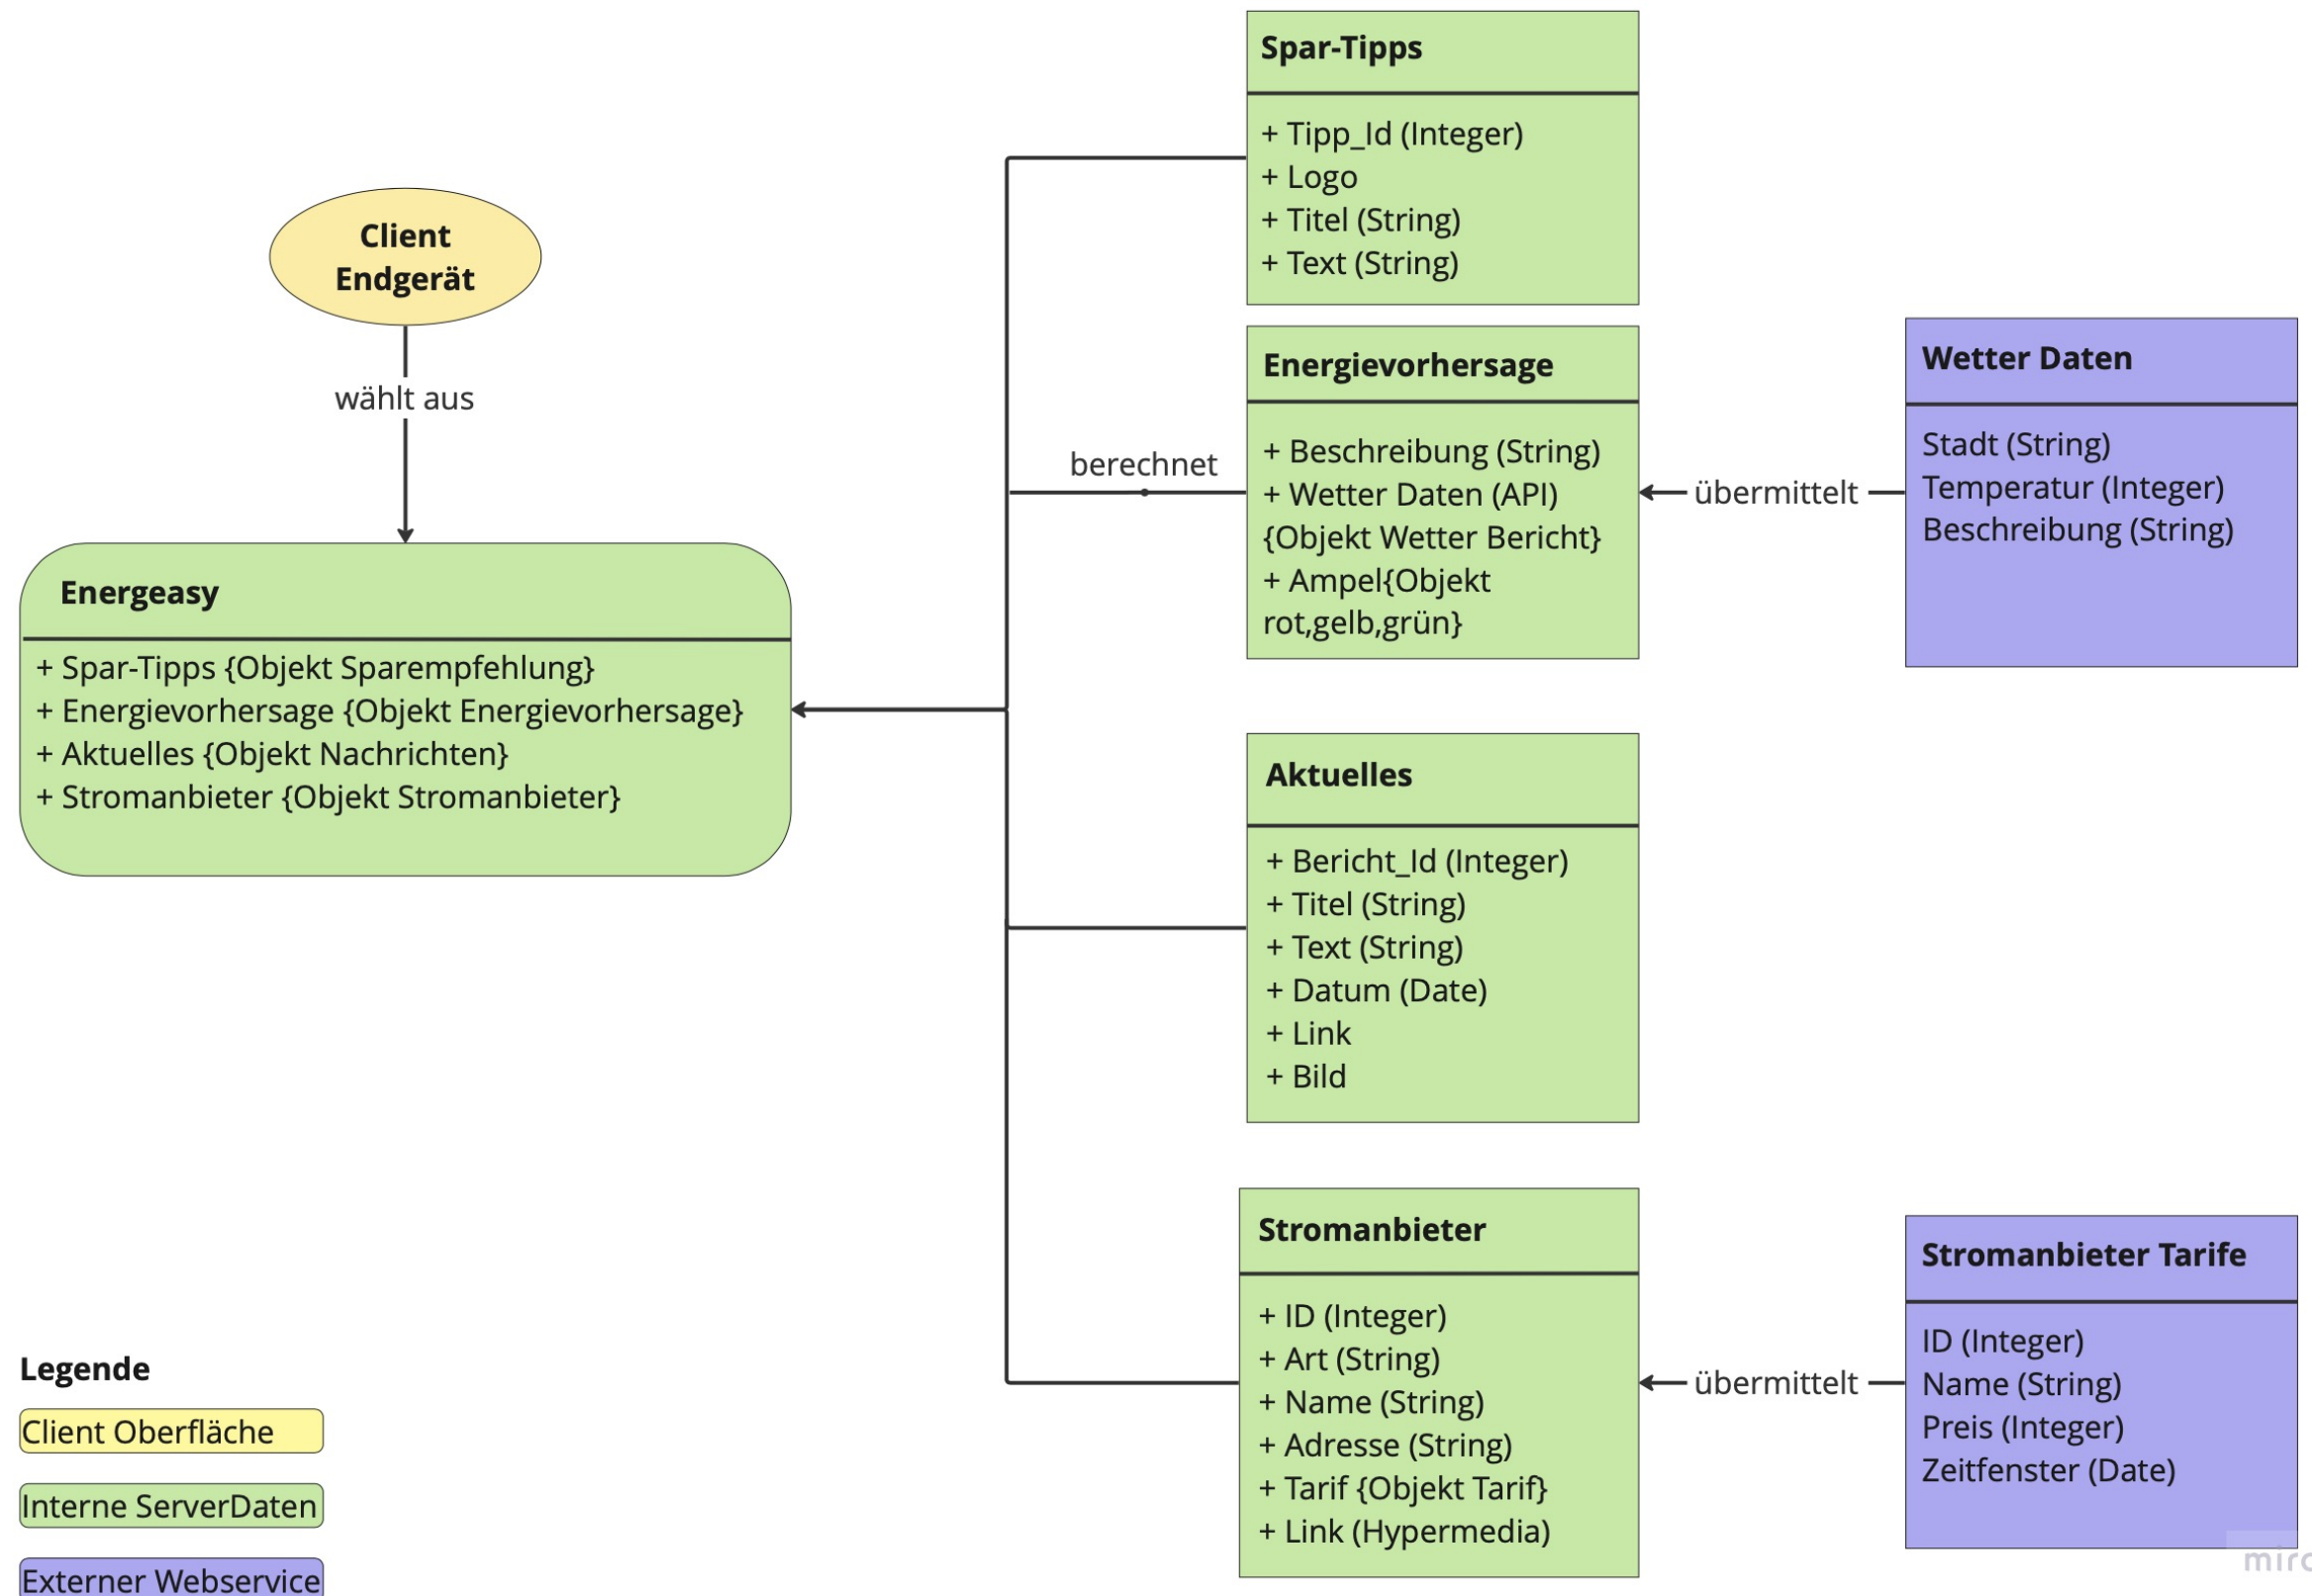 Client
Endgerät
wählt aus
Energeasy
+ Spar-Tipps {Objekt Sparempfehlung}
+ Energievorhersage {Objekt Energievorhersage}
+ Aktuelles {Objekt Nachrichten}
+ Stromanbieter {Objekt Stromanbieter}
Spar-Tipps
+ Tipp_Id (Integer)
+ Logo
+ Titel (String)
+ Text (String)
berechnet
Energievorhersage
+ Beschreibung (String)
+ Wetter Daten (API)
{Objekt Wetter Bericht}
+ Ampel{Objekt
rot,gelb,grün}
übermittelt
Wetter Daten
Stadt (String)
Temperatur (Integer)
Beschreibung (String)
Aktuelles
+ Bericht_Id (Integer)
+ Titel (String)
+ Text (String)
+ Datum (Date)
+ Link
+ Bild
Stromanbieter
+ ID (Integer)
+ Art (String)
+ Name (String)
+ Adresse (String)
+ Tarif {Objekt Tarif}
+ Link (Hypermedia)
übermittelt
Stromanbieter Tarife
ID (Integer)
Name (String)
Preis (Integer)
Zeitfenster (Date)
Legende
Client Oberfläche
Interne ServerDaten
Externer Webservice